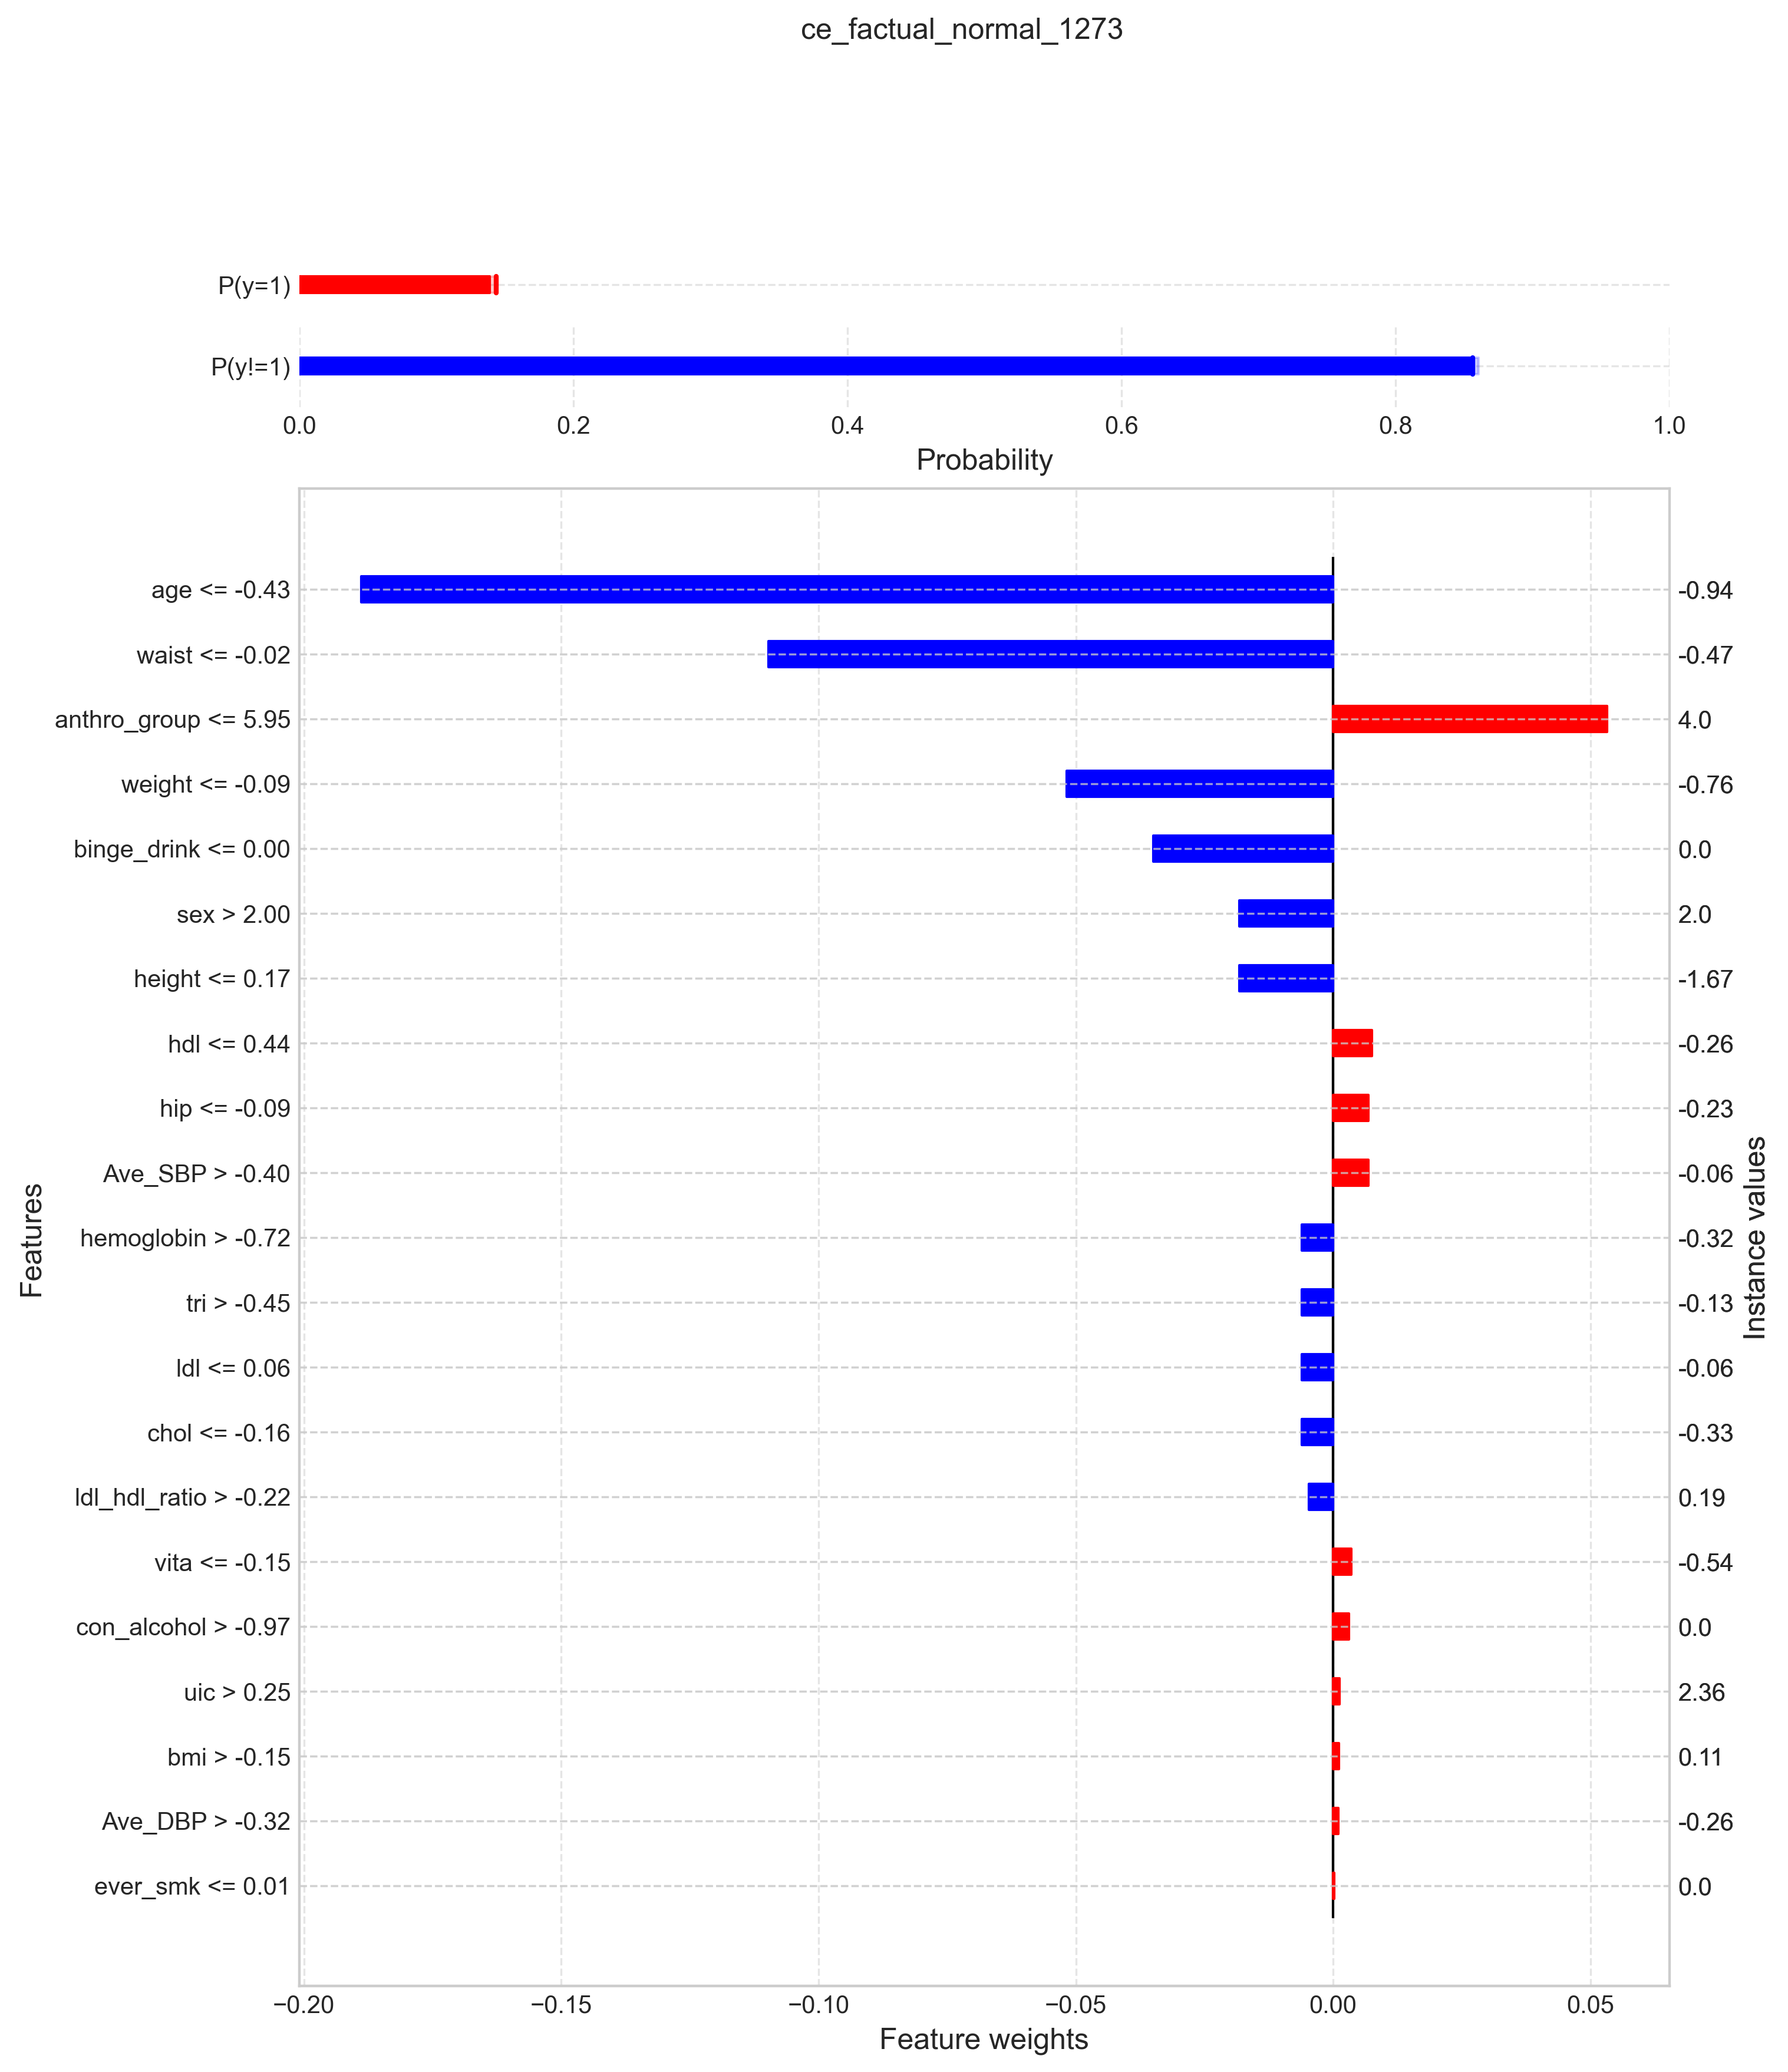 ce_factual_normal_1273
P(y=1)
P(y!=1)
0.0 0.2 0.4 0.6 0.8 1.0
Probability
age <= -0.43 -0.94
waist <= -0.02 -0.47
anthro_group <= 5.95 4.0
weight <= -0.09 -0.76
binge_drink <= 0.00 0.0
sex > 2.00 2.0
height <= 0.17 -1.67
hdl <= 0.44 -0.26
hip <= -0.09 -0.23
Ave_SBP > -0.40 -0.06
hemoglobin > -0.72 -0.32
tri > -0.45 -0.13
ldl <= 0.06 -0.06
chol <= -0.16 -0.33
ldl_hdl_ratio > -0.22 0.19
vita <= -0.15 -0.54
con_alcohol > -0.97 0.0
uic > 0.25 2.36
bmi > -0.15 0.11
Ave_DBP > -0.32 -0.26
ever_smk <= 0.01 0.0
Features
Instance values
−0.20 −0.15 −0.10 −0.05 0.00 0.05
Feature weights